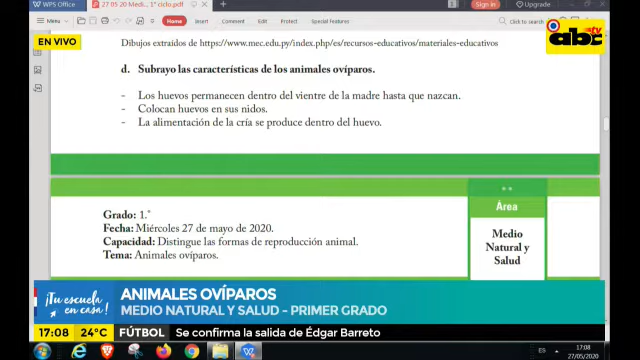 WPS Office
27 05 20 Medi... 1° ciclo.pdf
Sign in
Upgrade
Menu
Home
Insert
Comment
Edit
Page
Protect
Tools
Click to search
EN VIVO
abc tv
Dibujos extraídos de https://www.mec.edu.py/index.php/es/recursos-educativos/materiales-educativos
d. Subrayo las características de los animales ovíparos.
- Los huevos permanecen dentro del vientre de la madre hasta que nazcan.
- Colocan huevos en sus nidos.
- La alimentación de la cría se produce dentro del huevo.
Grado: 1.°
Fecha: Miércoles 27 de mayo de 2020.
Capacidad: Distingue las formas de reproducción animal.
Tema: Animales ovíparos.
Área
Medio
Natural y
Salud
¡Tu escuela
en casa!
ANIMALES OVÍPAROS
MEDIO NATURAL Y SALUD - PRIMER GRADO
17:08 24°C FÚTBOL Se confirma la salida de Édgar Barreto
ES
17:08
27/05/2020